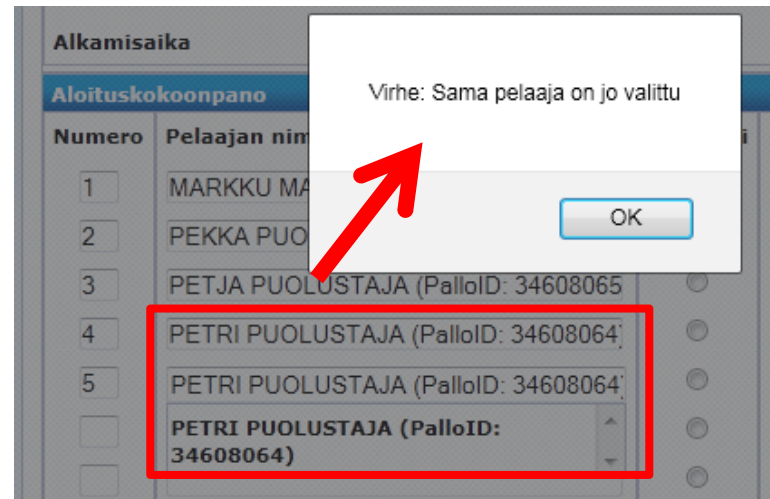 Alkamisaika
Virhe: Sama pelaaja on jo valittu
OK
Aloituskokoonpano
Numero Pelaajan nim i
1 MARKKU MA
2 PEKKA PUO
3 PETJA PUOLUSTAJA (PalloID: 34608065
4 PETRI PUOLUSTAJA (PalloID: 34608064)
5 PETRI PUOLUSTAJA (PalloID: 34608064)
PETRI PUOLUSTAJA (PalloID:
34608064)